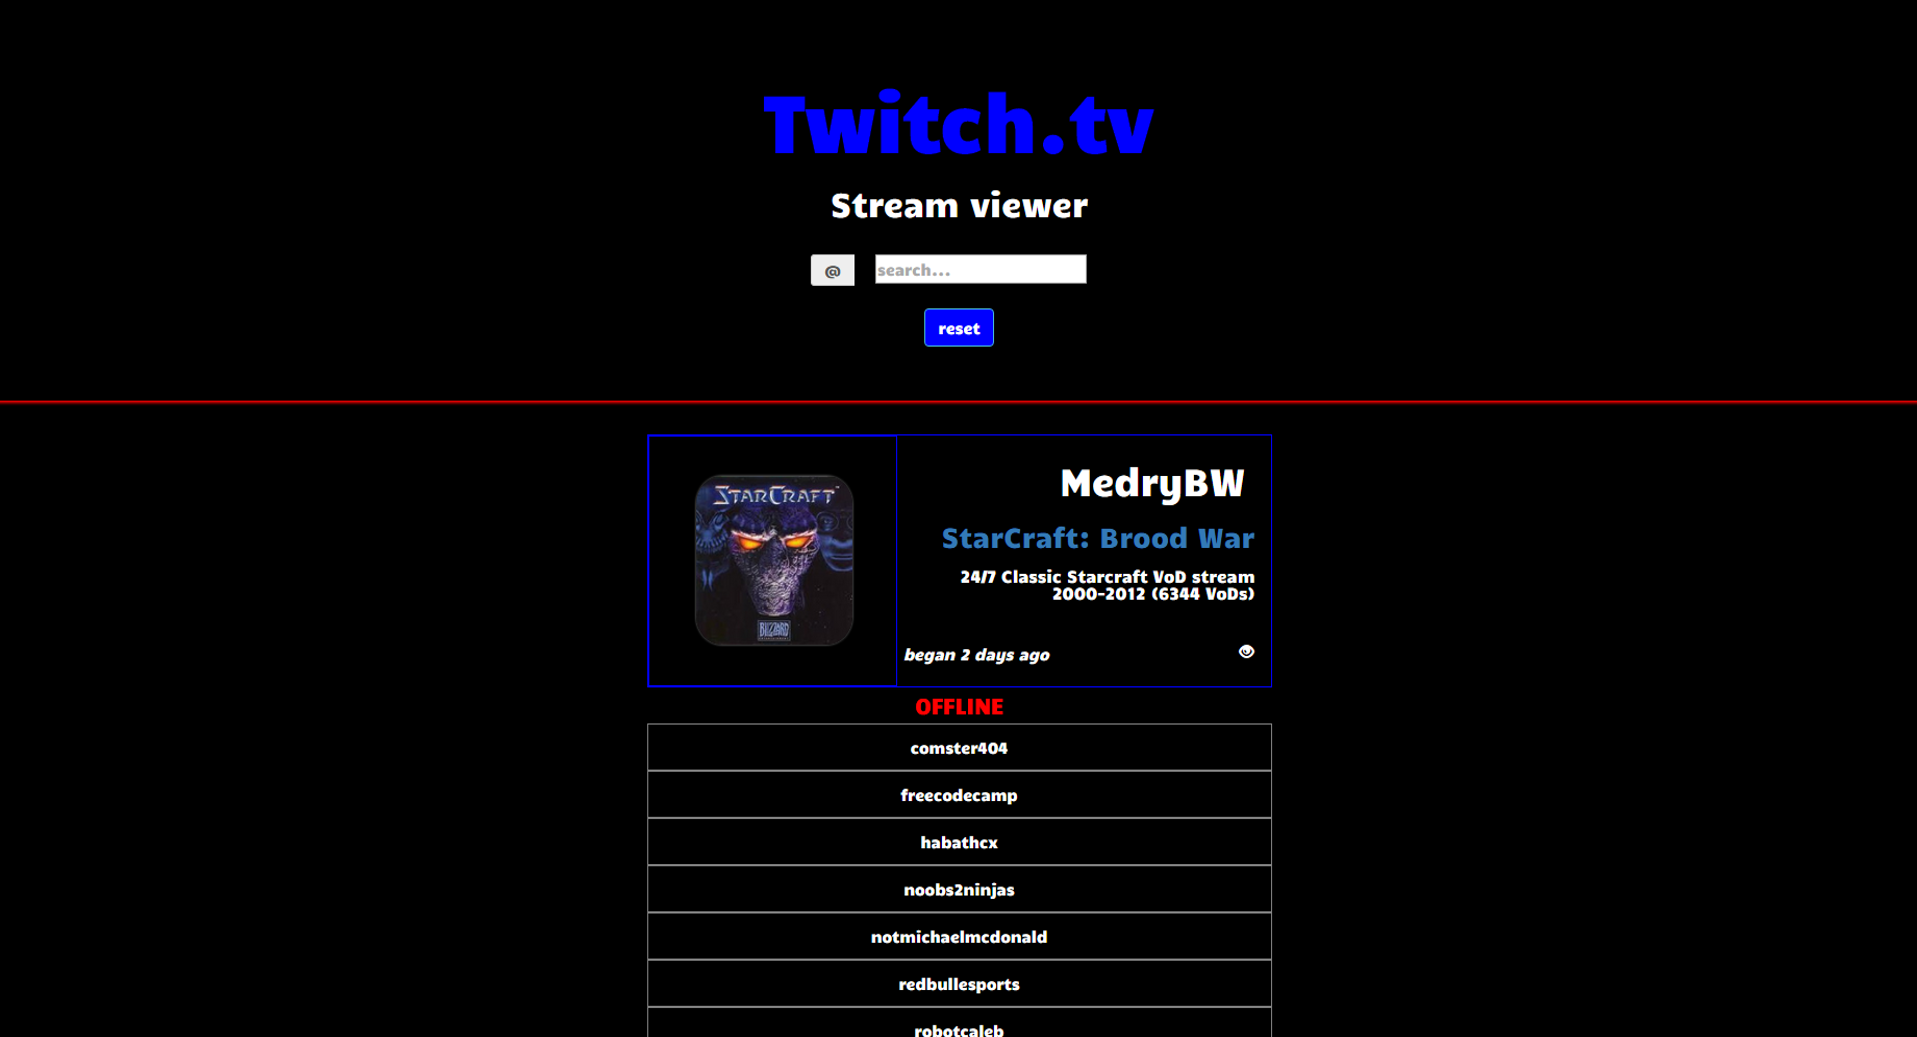 Twitch.tv
Stream viewer
@ search...
reset
STARCRAFT
BLIZZARD
MedryBW
StarCraft: Brood War
24/7 Classic Starcraft VoD stream
2000-2012 (6344 VoDs)
began 2 days ago
OFFLINE
comster404
freecodecamp
habathcx
noobs2ninjas
notmichaelmcdonald
redbullesports
robotcaleb